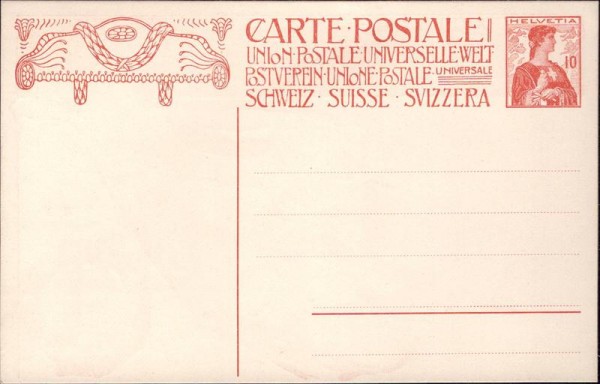 CARTE·POSTALE
UNION·POSTALE·UNIVERSELLE·WELT
POSTVEREIN·UNIONE·POSTALE·UNIVERSALE
SCHWEIZ·SUISSE·SVIZZERA
HELVETIA
10